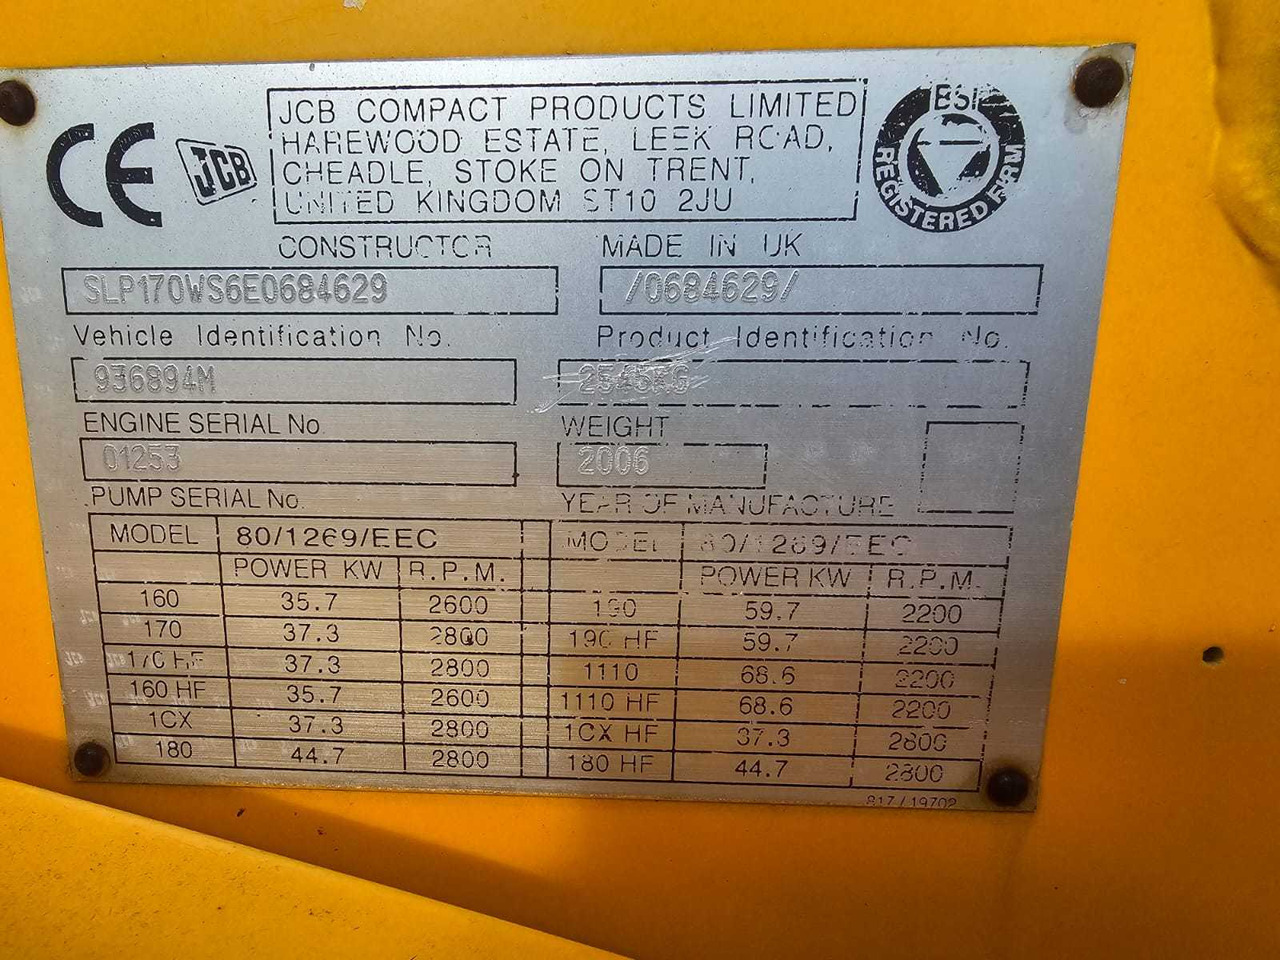 CE
JCB
JCB COMPACT PRODUCTS LIMITED
HAREWOOD ESTATE, LEEK ROAD,
CHEADLE, STOKE ON TRENT,
UNITED KINGDOM ST10 2JU
BSI
REGISTERED FIRM
CONSTRUCTOR MADE IN UK
SLP170WS6E0684629 /0684629/
Vehicle Identification No. Product Identification No.
936894M
ENGINE SERIAL No. WEIGHT
01253 2006
PUMP SERIAL No. YEAR OF MANUFACTURE
MODEL 80/1269/EEC MODEL 80/1269/EEC
POWER KW R.P.M. POWER KW R.P.M.
160 35.7 2600 190 59.7 2200
170 37.3 2800 190 HF 59.7 2200
170 HF 37.3 2800 1110 68.6 2200
160 HF 35.7 2600 1110 HF 68.6 2200
1CX 37.3 2800 1CX HF 37.3 2800
180 44.7 2800 180 HF 44.7 2800
817/19702